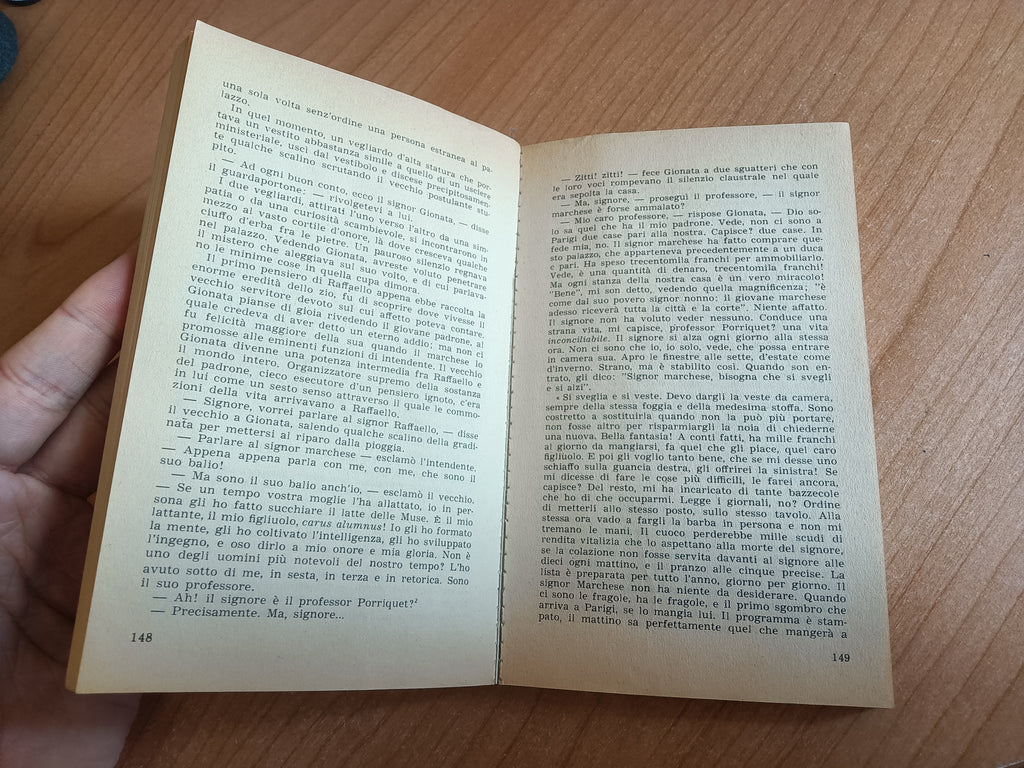 una sola volta senz'ordine una persona estranea al pa-
lazzo.
In quel momento, un vegliardo d'alta statura che por-
tava un vestito abbastanza simile a quello di un usciere
ministeriale, uscì dal vestibolo e discese precipitosamen-
te qualche scalino scrutando il vecchio postulante stu-
pito.
— Ad ogni buon conto, ecco il signor Gionata, — disse
il guardaportone: — rivolgetevi a lui.
I due vegliardi, attirati l'uno verso l'altro da una sim-
patia o da una curiosità scambievole, si incontrarono in
mezzo al vasto cortile d'onore, là dove cresceva qualche
ciuffo d'erba fra le pietre. Un pauroso silenzio regnava
nel palazzo. Vedendo Gionata, avreste voluto penetrare
il mistero che aleggiava sul suo volto, e di cui parlava-
no le minime cose in quella cupa dimora.
Il primo pensiero di Raffaello appena ebbe raccolta la
enorme eredità dello zio, fu di scoprire dove vivesse il
vecchio servitore devoto sul cui affetto poteva contare.
Gionata pianse di gioia rivedendo il giovane padrone, al
quale credeva di aver detto un eterno addio; ma non ci
fu felicità maggiore della sua quando il marchese lo
promosse alle eminenti funzioni di intendente. Il vecchio
Gionata divenne una potenza intermedia fra Raffaello e
il mondo intero. Organizzatore supremo della sostanza
del padrone, cieco esecutore d'un pensiero ignoto, c'era
in lui come un sesto senso attraverso il quale le commo-
zioni della vita arrivavano a Raffaello.
— Signore, vorrei parlare al signor Raffaello, — disse
il vecchio a Gionata, salendo qualche scalino della gradi-
nata per mettersi al riparo dalla pioggia.
— Parlare al signor marchese — esclamò l'intendente.
— Appena appena parla con me, con me, che sono il
suo balio!
— Ma sono il suo balio anch'io, — esclamò il vecchio.
— Se un tempo vostra moglie l'ha allattato, io in per-
sona gli ho fatto succhiare il latte delle Muse. È il mio
lattante, il mio figliuolo, carus alumnus! Io gli ho formato
la mente, gli ho coltivato l'intelligenza, gli ho sviluppato
l'ingegno, e oso dirlo a mio onore e mia gloria. Non è
uno degli uomini più notevoli del nostro tempo? L'ho
avuto sotto di me, in sesta, in terza e in retorica. Sono
il suo professore.
— Ah! il signore è il professor Porriquet?²
— Precisamente. Ma, signore...
148
— Zitti! zitti! — fece Gionata a due sguatteri che con
le loro voci rompevano il silenzio claustrale nel quale
era sepolta la casa.
— Ma, signore, — proseguì il professore, — il signor
marchese è forse ammalato?
— Mio caro professore, — rispose Gionata, — Dio so-
lo sa quel che ha il mio padrone. Vede, non ci sono a
Parigi due case pari alla nostra. Capisce? due case. In
fede mia, no. Il signor marchese ha fatto comprare que-
sto palazzo, che apparteneva precedentemente a un duca
e pari. Ha speso trecentomila franchi per ammobiliarlo.
Vede, è una quantità di denaro, trecentomila franchi!
Ma ogni stanza della nostra casa è un vero miracolo!
"Bene", mi son detto, vedendo quella magnificenza; "è
come dal suo povero signor nonno: il giovane marchese
adesso riceverà tutta la città e la corte". Niente affatto.
Il signore non ha voluto veder nessuno. Conduce una
strana vita, mi capisce, professor Porriquet? una vita
inconciliabile. Il signore si alza ogni giorno alla stessa
ora. Non ci sono che io, io solo, vede, che possa entrare
in camera sua. Apro le finestre alle sette, d'estate come
d'inverno. Strano, ma è stabilito così. Quando son en-
trato, gli dico: "Signor marchese, bisogna che si svegli
e si alzi".
« Si sveglia e si veste. Devo dargli la veste da camera,
sempre della stessa foggia e della medesima stoffa. Sono
costretto a sostituirla quando non la può più portare,
non fosse altro per risparmiargli la noia di chiederne
una nuova. Bella fantasia! A conti fatti, ha mille franchi
al giorno da mangiarsi, fa quel che gli piace, quel caro
figliuolo. E poi gli voglio tanto bene, che se mi desse uno
schiaffo sulla guancia destra, gli offrirei la sinistra! Se
mi dicesse di fare le cose più difficili, le farei ancora,
capisce? Del resto, mi ha incaricato di tante bazzecole
che ho di che occuparmi. Legge i giornali, no? Ordine
di metterli allo stesso posto, sullo stesso tavolo. Alla
stessa ora vado a fargli la barba in persona e non mi
tremano le mani. Il cuoco perderebbe mille scudi di
rendita vitalizia che lo aspettano alla morte del signore,
se la colazione non fosse servita davanti al signore alle
dieci ogni mattino, e il pranzo alle cinque precise. La
lista è preparata per tutto l'anno, giorno per giorno. Il
signor Marchese non ha niente da desiderare. Quando
ci sono le fragole, ha le fragole, e il primo sgombro che
arriva a Parigi, se lo mangia lui. Il programma è stam-
pato, il mattino sa perfettamente quel che mangerà a
149